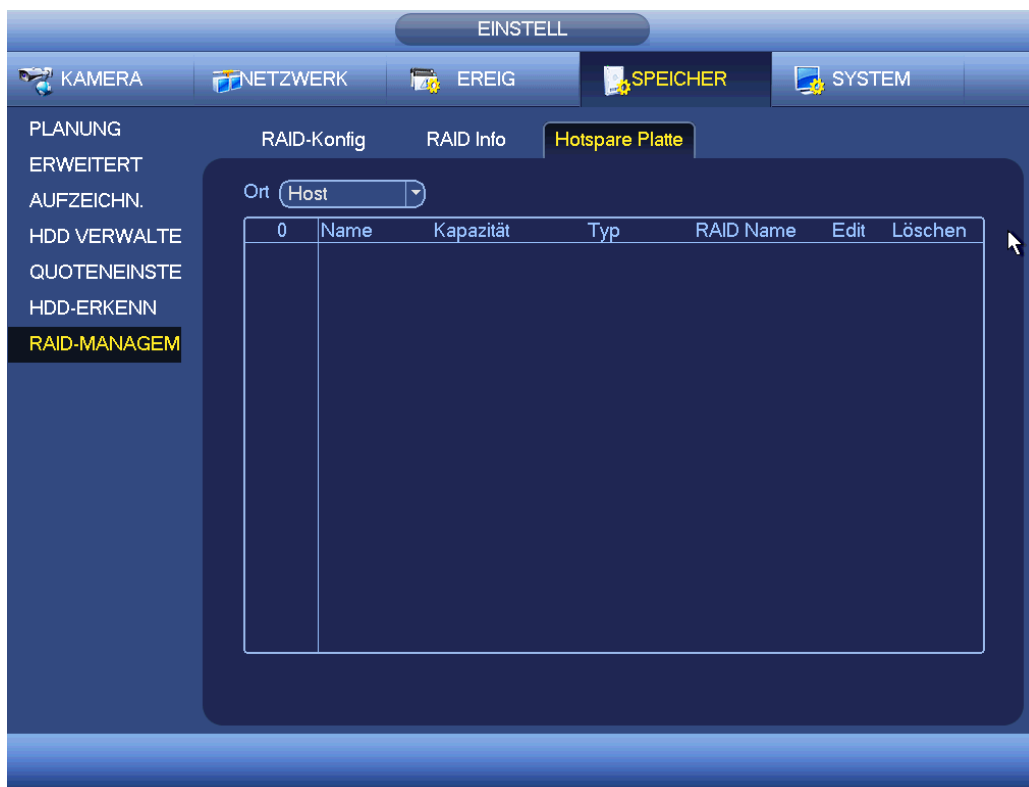 EINSTELL
KAMERA NETZWERK EREIG SPEICHER SYSTEM
PLANUNG
ERWEITERT
AUFZEICHN.
HDD VERWALTE
QUOTENEINSTE
HDD-ERKENN
RAID-MANAGEM
RAID-Konfig RAID Info Hotspare Platte
Ort Host
0 Name Kapazität Typ RAID Name Edit Löschen